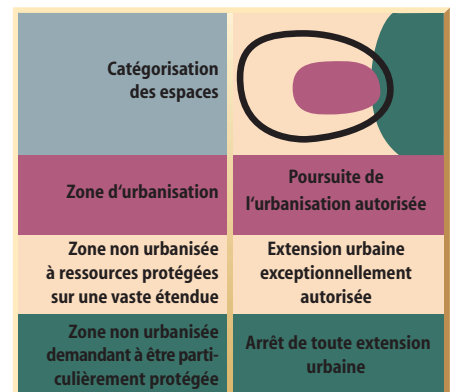 Catégorisation
des espaces
Zone d‘urbanisation
Poursuite de
l‘urbanisation autorisée
Zone non urbanisée
à ressources protégées
sur une vaste étendue
Extension urbaine
exceptionnellement
autorisée
Zone non urbanisée
demandant à être parti-
culièrement protégée
Arrêt de toute extension
urbaine